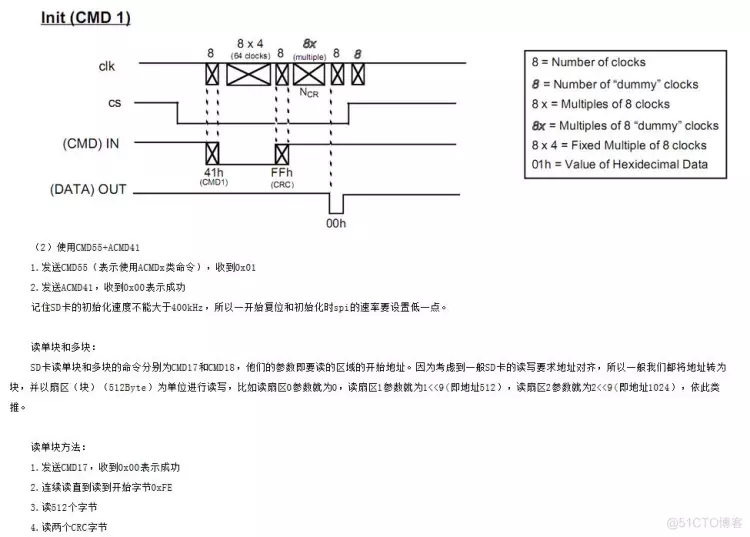 Init (CMD 1)
8 8 x 4 8 8x 8 8
(64 clocks) (multiple)
clk
NCR
cs
(CMD) IN
41h FFh
(CMD1) (CRC)
(DATA) OUT
00h
8 = Number of clocks
8 = Number of "dummy" clocks
8 x = Multiples of 8 clocks
8x = Multiples of 8 "dummy" clocks
8 x 4 = Fixed Multiple of 8 clocks
01h = Value of Hexidecimal Data
（2）使用CMD55+ACMD41
1.发送CMD55（表示使用ACMDx类命令），收到0x01
2.发送ACMD41，收到0x00表示成功
记住SD卡的初始化速度不能大于400kHz，所以一开始复位和初始化时spi的速率要设置低一点。
读单块和多块：
SD卡读单块和多块的命令分别为CMD17和CMD18，他们的参数即要读的区域的开始地址。因为考虑到一般SD卡的读写要求地址对齐，所以一般我们都将地址转为
块，并以扇区（块）(512Byte）为单位进行读写，比如读扇区0参数就为0，读扇区1参数就为1<<9(即地址512），读扇区2参数就为2<<9(即地址1024），依此类
推。
读单块方法：
1.发送CMD17，收到0x00表示成功
2.连续读直到读到开始字节0xFE
3.读512个字节
4.读两个CRC字节
@51CTO博客